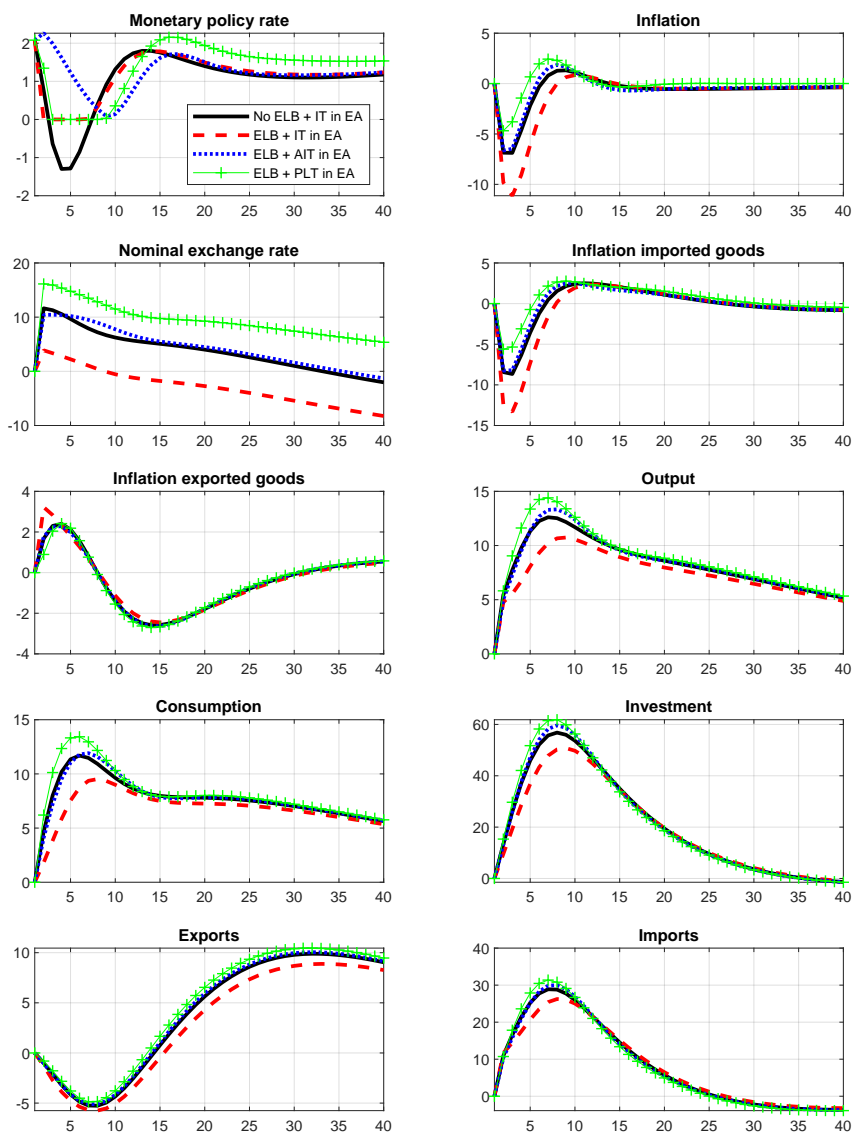 Monetary policy rate
2
1
0
-1
-2
5 10 15 20 25 30 35 40
No ELB + IT in EA
ELB + IT in EA
ELB + AIT in EA
ELB + PLT in EA
Inflation
5
0
-5
-10
5 10 15 20 25 30 35 40
Nominal exchange rate
20
10
0
-10
5 10 15 20 25 30 35 40
Inflation imported goods
5
0
-5
-10
-15
5 10 15 20 25 30 35 40
Inflation exported goods
4
2
0
-2
-4
5 10 15 20 25 30 35 40
Output
15
10
5
0
5 10 15 20 25 30 35 40
Consumption
15
10
5
0
5 10 15 20 25 30 35 40
Investment
60
40
20
0
5 10 15 20 25 30 35 40
Exports
10
5
0
-5
5 10 15 20 25 30 35 40
Imports
40
30
20
10
0
5 10 15 20 25 30 35 40